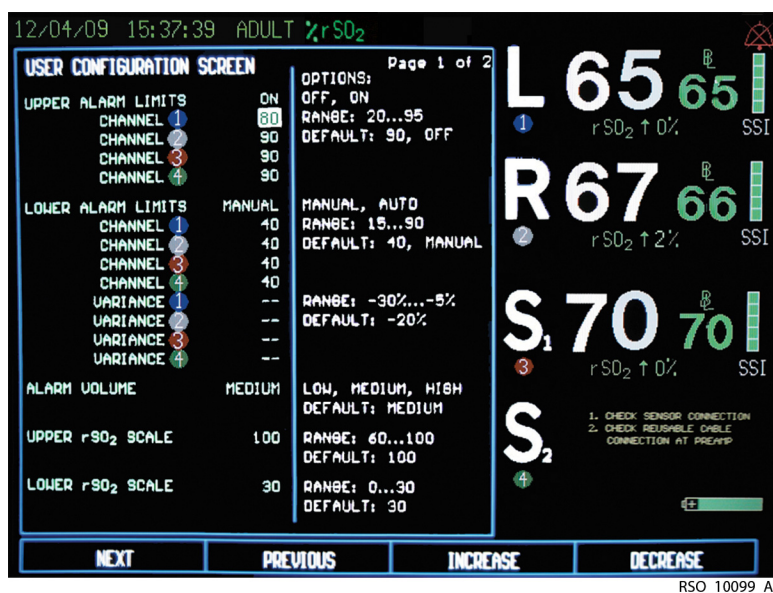 12/04/09 15:37:39 ADULT %rSO2
USER CONFIGURATION SCREEN
Page 1 of 2
OPTIONS:
UPPER ALARM LIMITS ON OFF, ON
CHANNEL 1 80 RANGE: 20...95
CHANNEL 2 90 DEFAULT: 90, OFF
CHANNEL 3 90
CHANNEL 4 90
LOWER ALARM LIMITS MANUAL MANUAL, AUTO
CHANNEL 1 40 RANGE: 15...90
CHANNEL 2 40 DEFAULT: 40, MANUAL
CHANNEL 3 40
CHANNEL 4 40
VARIANCE 1 -- RANGE: -30%...-5%
VARIANCE 2 -- DEFAULT: -20%
VARIANCE 3 --
VARIANCE 4 --
ALARM VOLUME MEDIUM LOW, MEDIUM, HIGH
DEFAULT: MEDIUM
UPPER rSO2 SCALE 100 RANGE: 60...100
DEFAULT: 100
LOWER rSO2 SCALE 30 RANGE: 0...30
DEFAULT: 30
L 65 BL 65
1 rSO2 ↑ 0% SSI
R 67 BL 66
2 rSO2 ↑ 2% SSI
S1 70 BL 70
3 rSO2 ↑ 0% SSI
S2
4
1. CHECK SENSOR CONNECTION
2. CHECK REUSABLE CABLE
CONNECTION AT PREAMP
NEXT PREVIOUS INCREASE DECREASE
RSO 10099 A